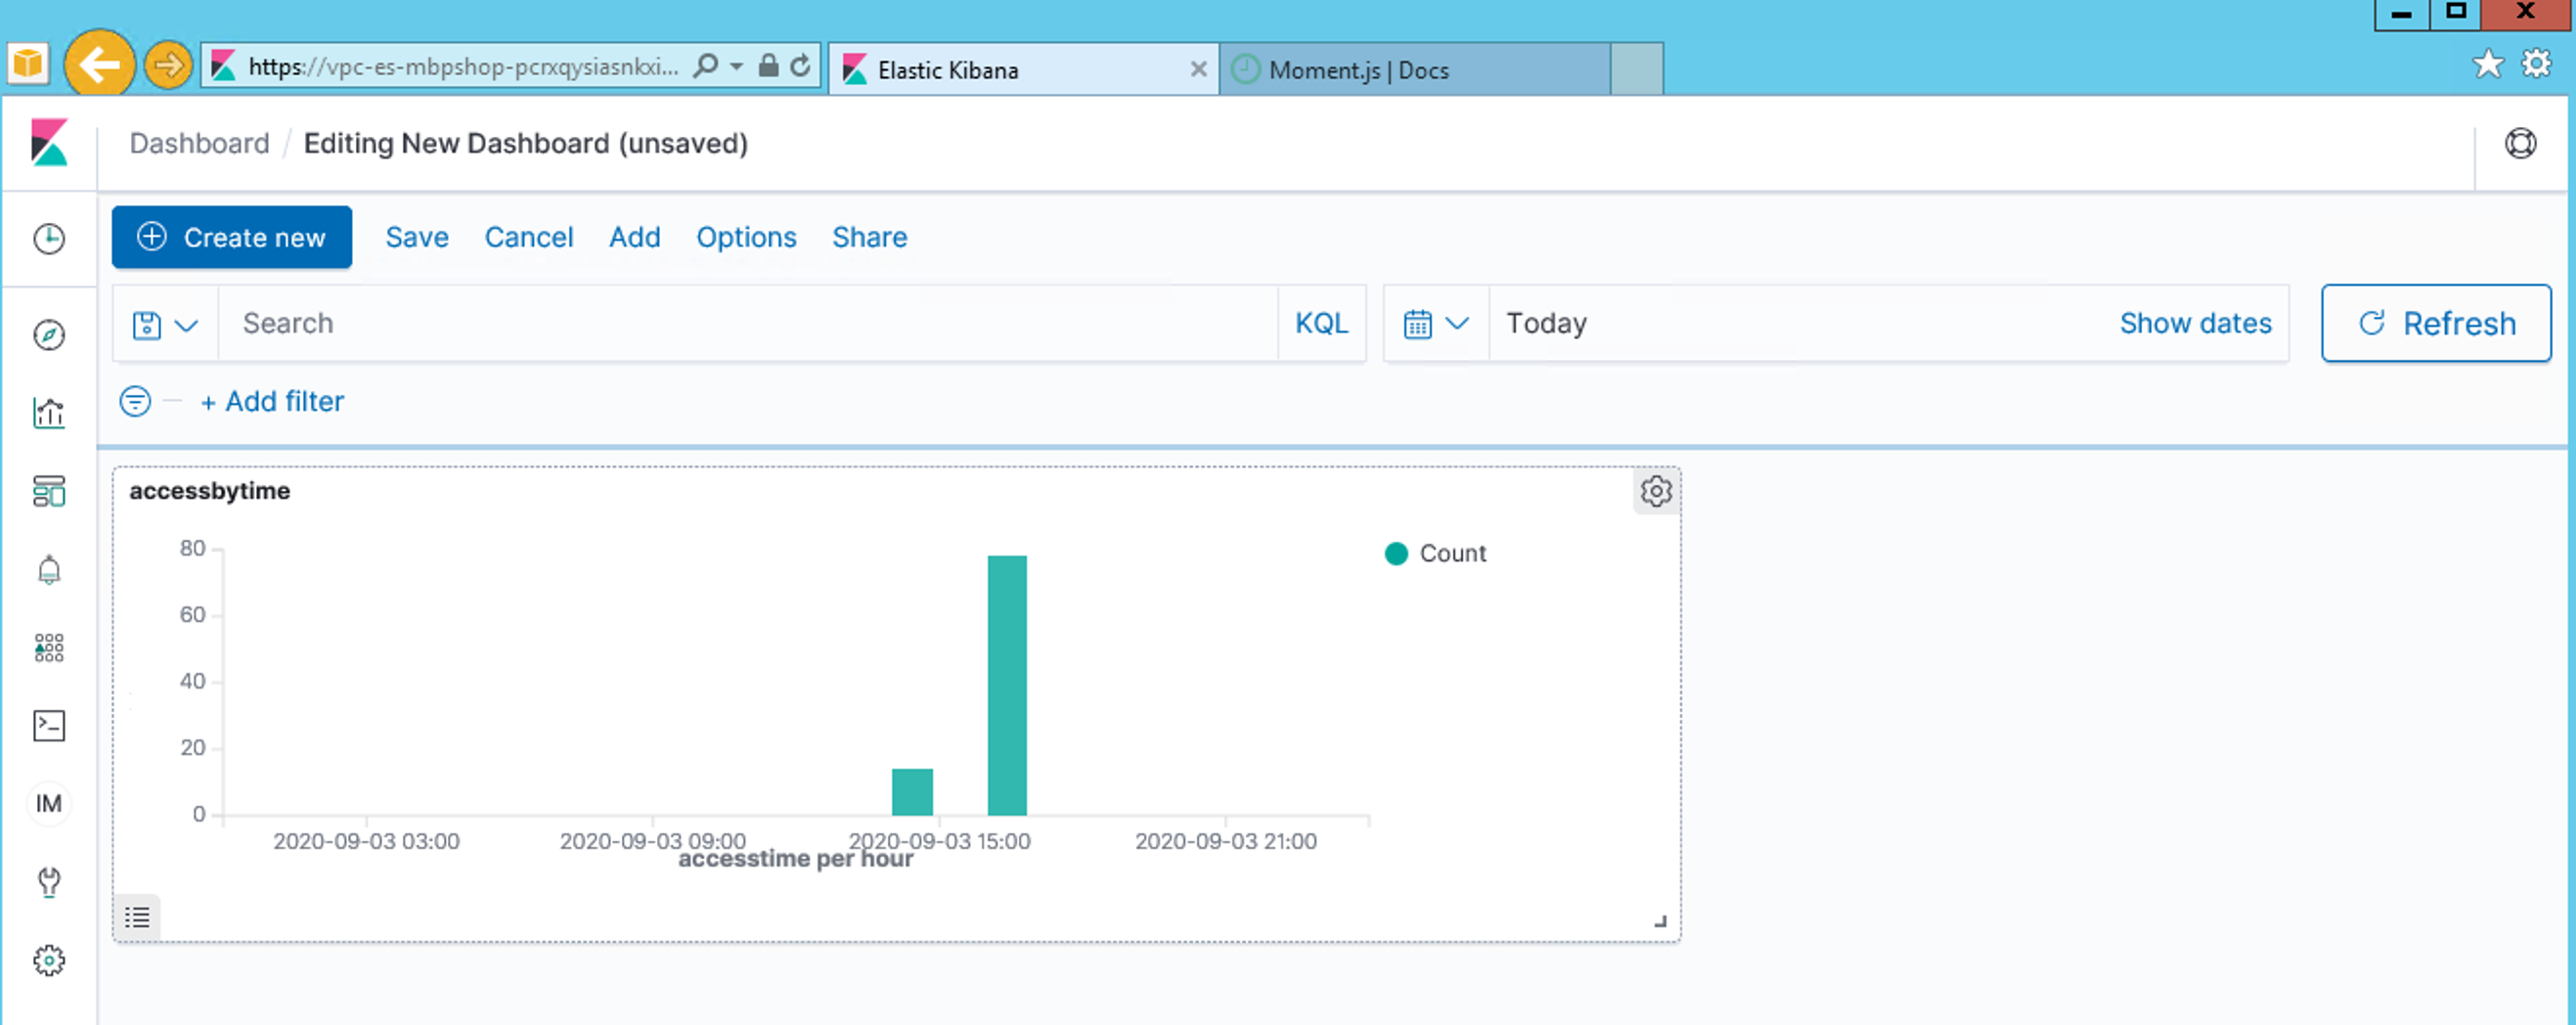 https://vpc-es-mbpshop-pcrxqysiasnkxi...
Elastic Kibana
Moment.js | Docs
Dashboard / Editing New Dashboard (unsaved)
Create new Save Cancel Add Options Share
Search KQL Today Show dates Refresh
+ Add filter
accessbytime
80
60
40
20
0
Count
2020-09-03 03:00 2020-09-03 09:00 2020-09-03 15:00 2020-09-03 21:00
accesstime per hour
IM